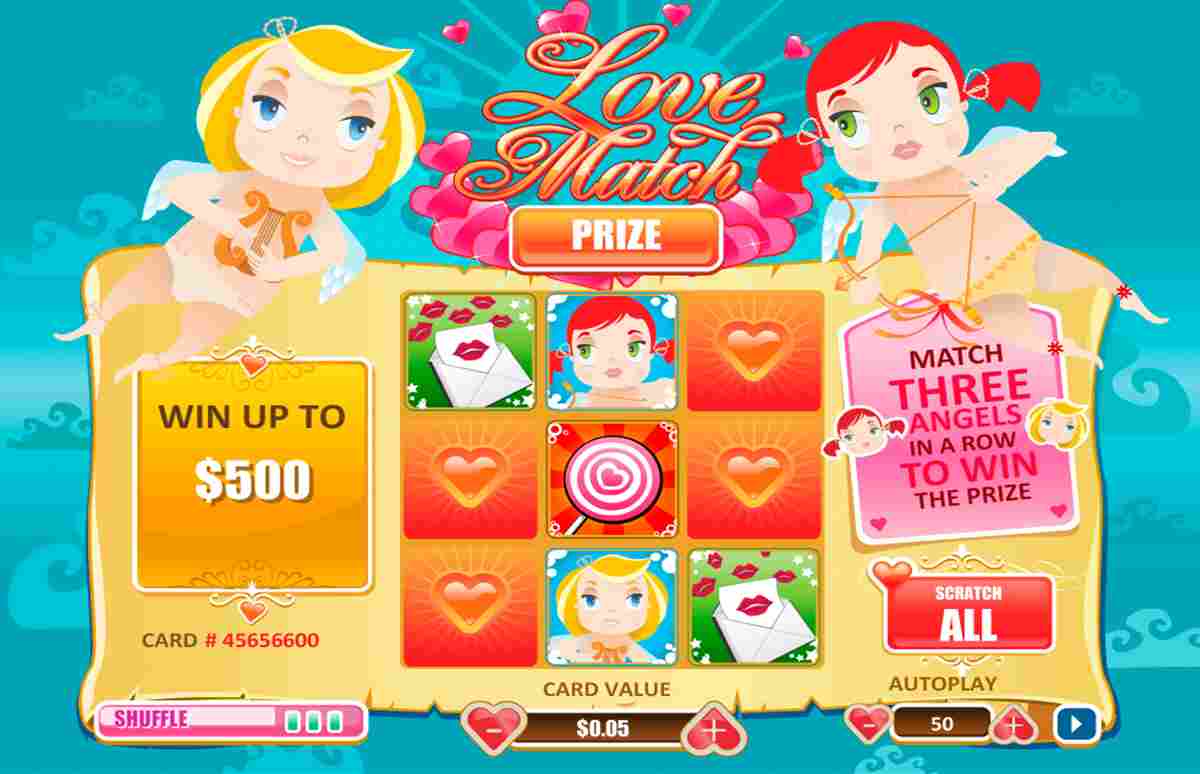 Love
Match
PRIZE
WIN UP TO
$500
CARD # 45656600
MATCH
THREE
ANGELS
IN A ROW
TO WIN
THE PRIZE
SCRATCH
ALL
SHUFFLE
CARD VALUE
- $0.05 +
AUTOPLAY
- 50 +